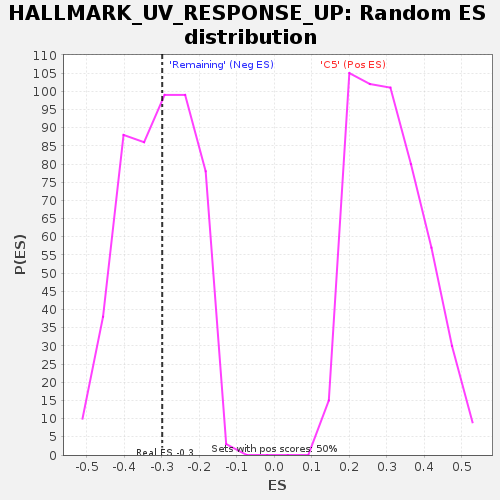 HALLMARK_UV_RESPONSE_UP: Random ES
distribution
'Remaining' (Neg ES)
'C5' (Pos ES)
110
105
100
95
90
85
80
75
70
65
60
55
50
45
40
35
30
25
20
15
10
5
0
P(ES)
Real ES -0.3
Sets with pos scores: 50%
-0.5 -0.4 -0.3 -0.2 -0.1 0.0 0.1 0.2 0.3 0.4 0.5
ES